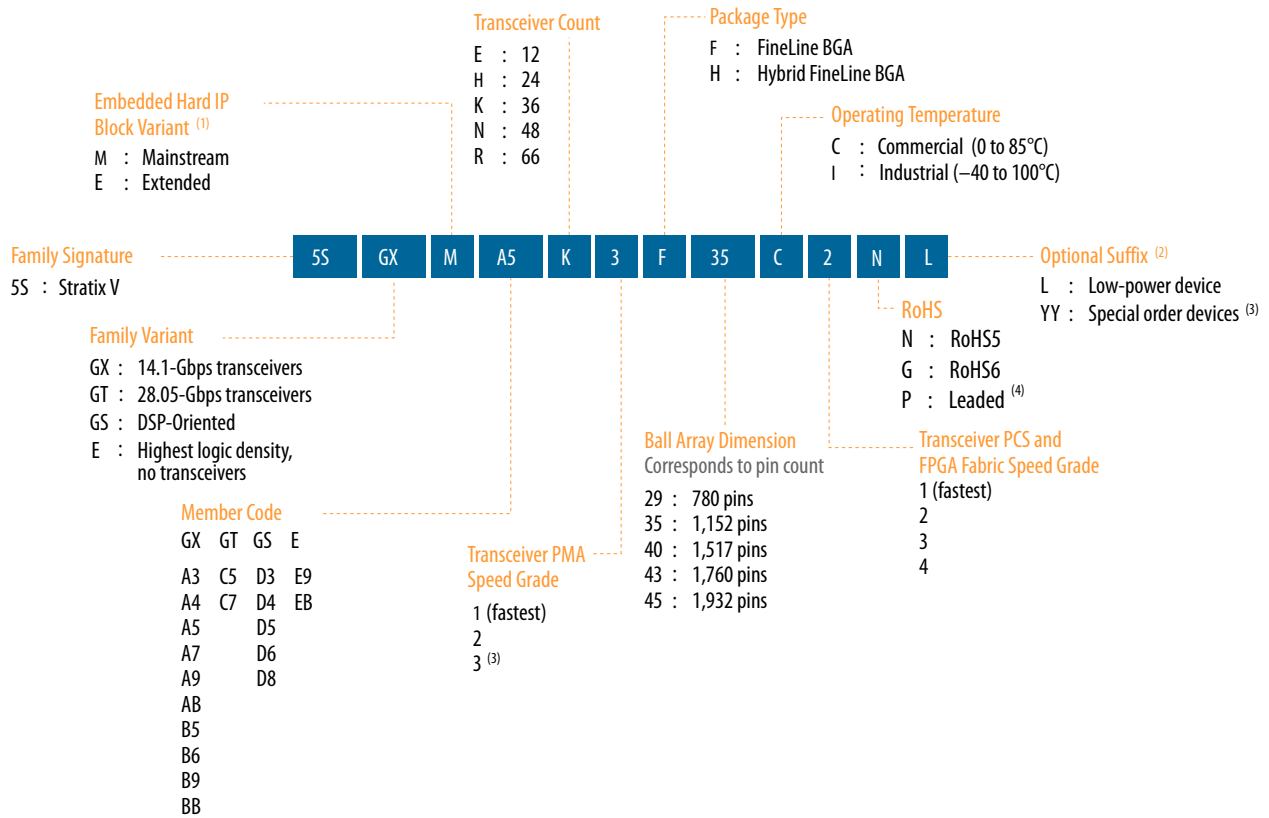 Transceiver Count
E : 12
H : 24
K : 36
N : 48
R : 66
Package Type
F : FineLine BGA
H : Hybrid FineLine BGA
Embedded Hard IP
Block Variant (1)
M : Mainstream
E : Extended
Operating Temperature
C : Commercial (0 to 85°C)
I : Industrial (–40 to 100°C)
Family Signature
5S : Stratix V
5S GX M A5 K 3 F 35 C 2 N L
Optional Suffix (2)
L : Low-power device
YY : Special order devices (3)
RoHS
N : RoHS5
G : RoHS6
P : Leaded (4)
Family Variant
GX : 14.1-Gbps transceivers
GT : 28.05-Gbps transceivers
GS : DSP-Oriented
E : Highest logic density,
no transceivers
Member Code
GX GT GS E
A3 C5 D3 E9
A4 C7 D4 EB
A5 D5
A7 D6
A9 D8
AB
B5
B6
B9
BB
Transceiver PMA
Speed Grade
1 (fastest)
2
3 (3)
Ball Array Dimension
Corresponds to pin count
29 : 780 pins
35 : 1,152 pins
40 : 1,517 pins
43 : 1,760 pins
45 : 1,932 pins
Transceiver PCS and
FPGA Fabric Speed Grade
1 (fastest)
2
3
4